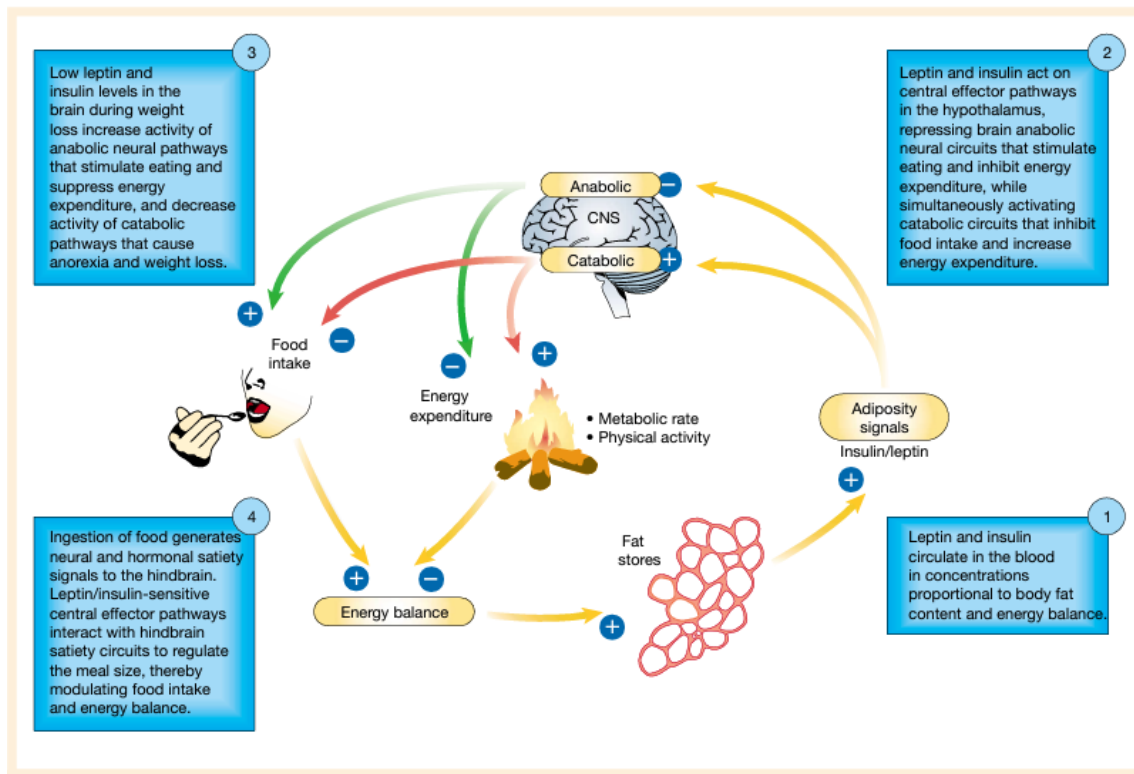 3
Low leptin and
insulin levels in the
brain during weight
loss increase activity of
anabolic neural pathways
that stimulate eating and
suppress energy
expenditure, and decrease
activity of catabolic
pathways that cause
anorexia and weight loss.
2
Leptin and insulin act on
central effector pathways
in the hypothalamus,
repressing brain anabolic
neural circuits that stimulate
eating and inhibit energy
expenditure, while
simultaneously activating
catabolic circuits that inhibit
food intake and increase
energy expenditure.
Anabolic
−
CNS
Catabolic
+
+
Food
intake
−
−
Energy
expenditure
+
• Metabolic rate
• Physical activity
Adiposity
signals
Insulin/leptin
+
4
Ingestion of food generates
neural and hormonal satiety
signals to the hindbrain.
Leptin/insulin-sensitive
central effector pathways
interact with hindbrain
satiety circuits to regulate
the meal size, thereby
modulating food intake
and energy balance.
+
−
Energy balance
+
Fat
stores
1
Leptin and insulin
circulate in the blood
in concentrations
proportional to body fat
content and energy balance.